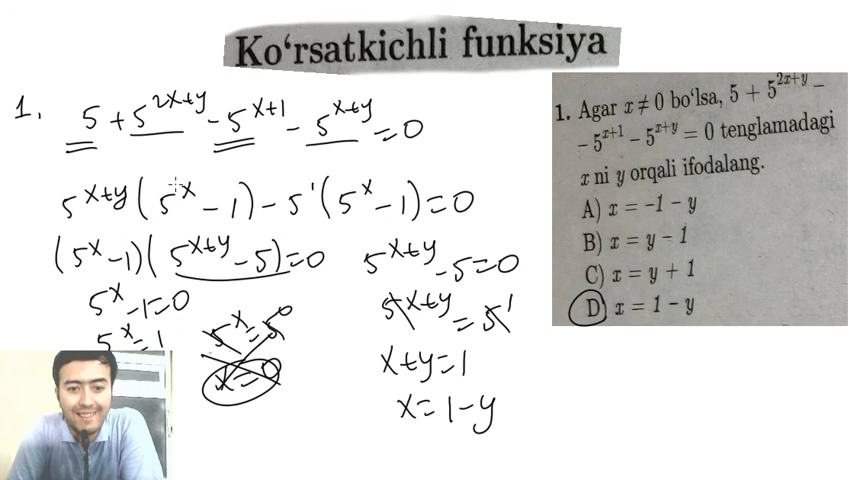 Ko‘rsatkichli funksiya
1. 5 + 5^{2x+y} - 5^{x+1} - 5^{x+y} = 0
5^{x+y} ( 5^x - 1 ) - 5^1 ( 5^x - 1 ) = 0
( 5^x - 1 ) ( 5^{x+y} - 5 ) = 0
5^x - 1 = 0
5^x = 1
5^x = 5^0
x = 0
5^{x+y} - 5 = 0
5^{x+y} = 5^1
x + y = 1
x = 1 - y
1. Agar x ≠ 0 bo‘lsa, 5 + 5^{2x+y} –
– 5^{x+1} – 5^{x+y} = 0 tenglamadagi
x ni y orqali ifodalang.
A) x = -1 - y
B) x = y - 1
C) x = y + 1
D) x = 1 - y